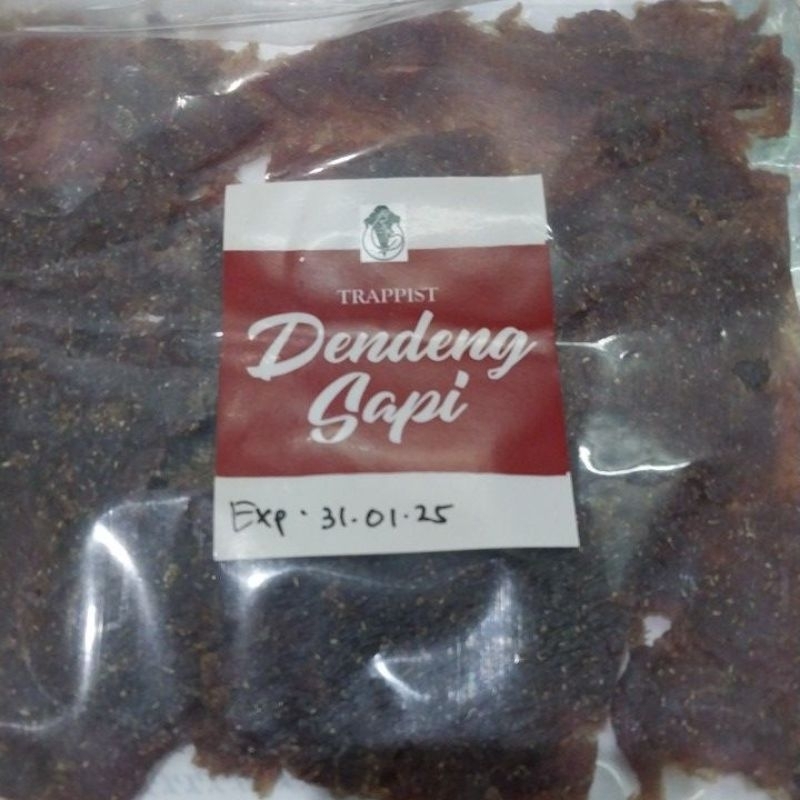 TRAPPIST
Dendeng
Sapi
Exp. 31.01.25